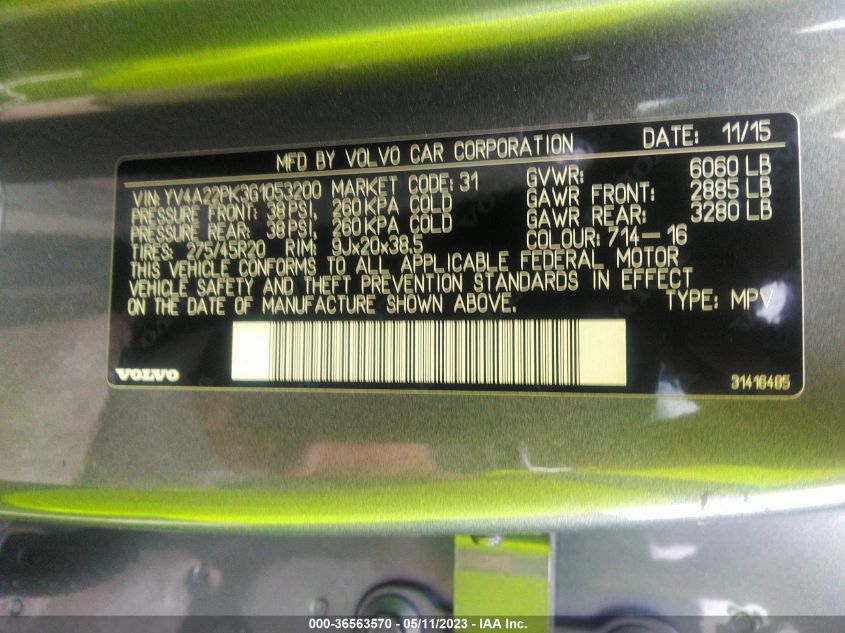 MFD BY VOLVO CAR CORPORATION DATE: 11/15
VIN: YV4A22PK3G1053200 MARKET CODE: 31 GVWR: 6060 LB
PRESSURE FRONT: 38 PSI, 260 KPA COLD GAWR FRONT: 2885 LB
PRESSURE REAR: 38 PSI, 260 KPA COLD GAWR REAR: 3280 LB
TIRES: 275/45R20 RIM: 9Jx20x38.5 COLOUR: 714-16
THIS VEHICLE CONFORMS TO ALL APPLICABLE FEDERAL MOTOR
VEHICLE SAFETY AND THEFT PREVENTION STANDARDS IN EFFECT
ON THE DATE OF MANUFACTURE SHOWN ABOVE. TYPE: MPV
VOLVO 31416485
000-36563570 - 05/11/2023 - IAA Inc.